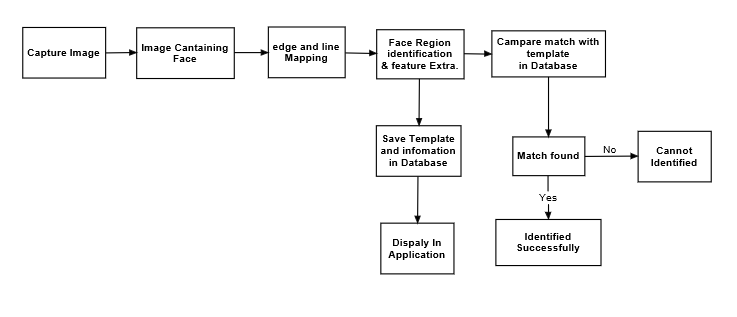 Capture Image
Image Cantaining
Face
edge and line
Mapping
Face Region
identification
& feature Extra.
Campare match with
template
in Database
Save Template
and infomation
in Database
Match found
No
Cannot
Identified
Yes
Dispaly In
Application
Identified
Successfully